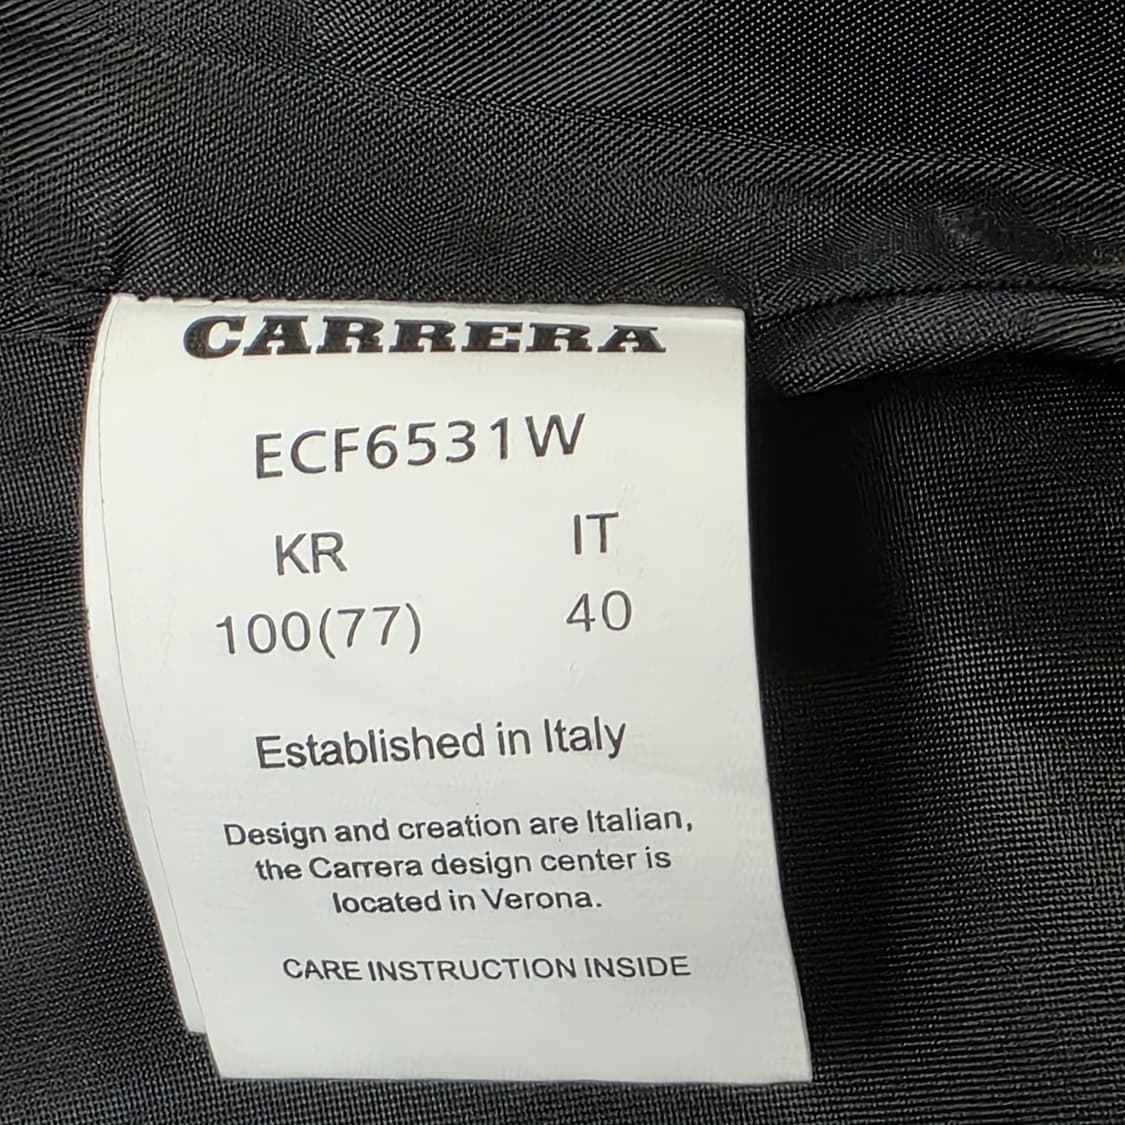 CARRERA
ECF6531W
KR IT
100(77) 40
Established in Italy
Design and creation are Italian,
the Carrera design center is
located in Verona.
CARE INSTRUCTION INSIDE